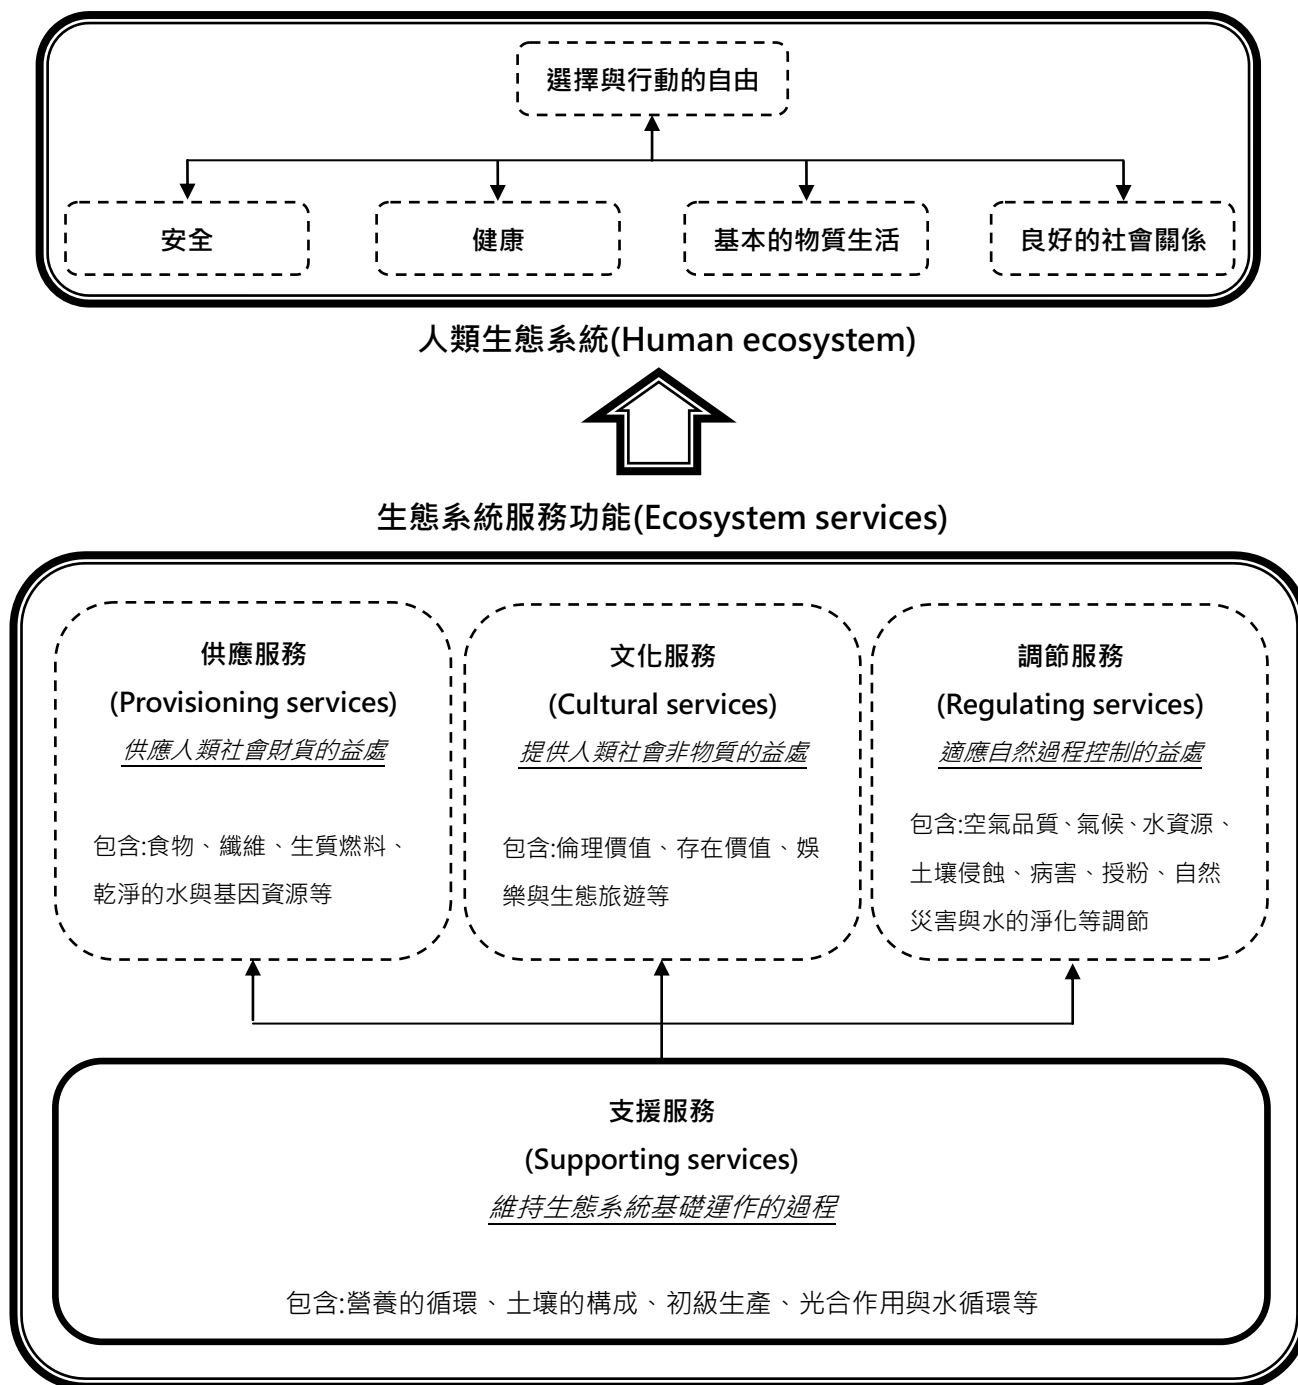 選擇與行動的自由
安全
健康
基本的物質生活
良好的社會關係
人類生態系統(Human ecosystem)
生態系統服務功能(Ecosystem services)
供應服務
(Provisioning services)
供應人類社會財貨的益處
包含:食物、纖維、生質燃料、
乾淨的水與基因資源等
文化服務
(Cultural services)
提供人類社會非物質的益處
包含:倫理價值、存在價值、娛
樂與生態旅遊等
調節服務
(Regulating services)
適應自然過程控制的益處
包含:空氣品質、氣候、水資源、
土壤侵蝕、病害、授粉、自然
災害與水的淨化等調節
支援服務
(Supporting services)
維持生態系統基礎運作的過程
包含:營養的循環、土壤的構成、初級生產、光合作用與水循環等